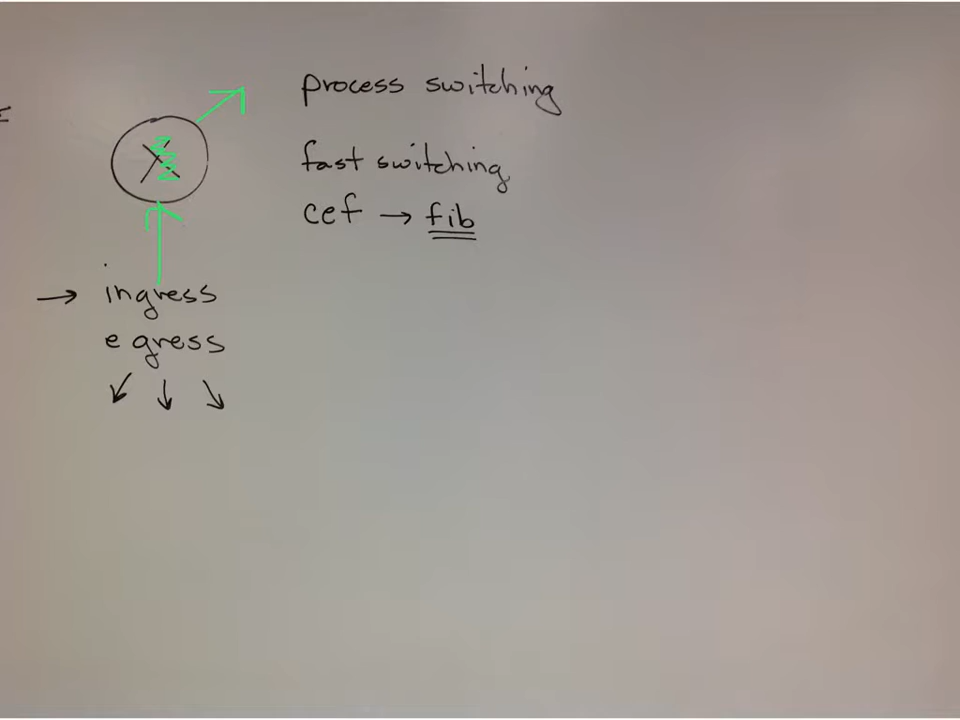 process switching
fast switching
cef → fib
→ ingress
egress